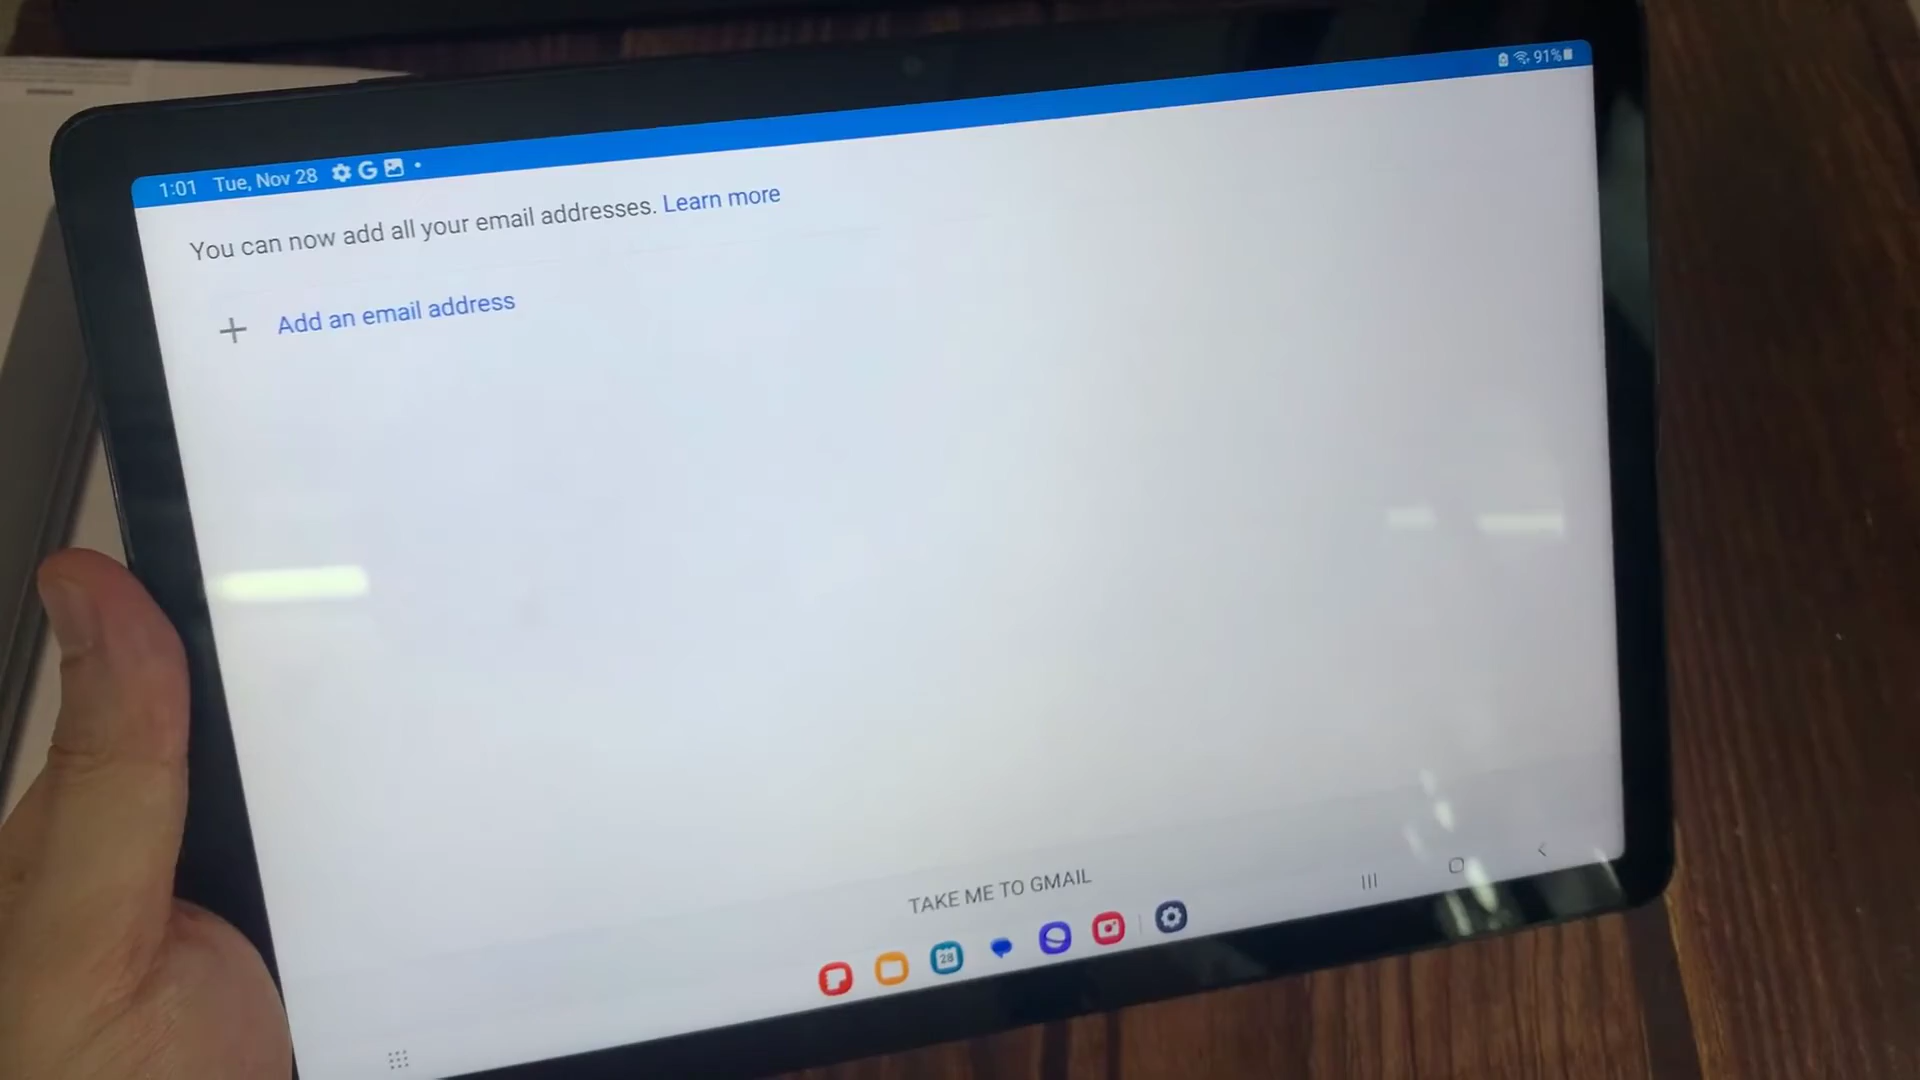 1:01 Tue, Nov 28 G 91%
You can now add all your email addresses. Learn more
+ Add an email address
TAKE ME TO GMAIL
28